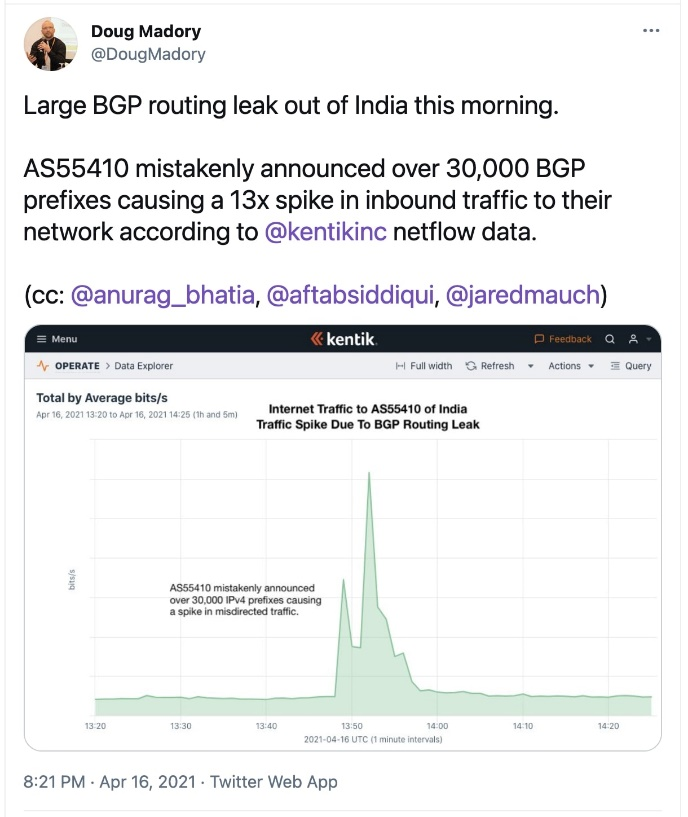 Doug Madory
@DougMadory
Large BGP routing leak out of India this morning.
AS55410 mistakenly announced over 30,000 BGP
prefixes causing a 13x spike in inbound traffic to their
network according to @kentikinc netflow data.
(cc: @anurag_bhatia, @aftabsiddiqui, @jaredmauch)
Menu
kentik
Feedback
OPERATE > Data Explorer
Full width
Refresh
Actions
Query
Total by Average bits/s
Apr 16, 2021 13:20 to Apr 16, 2021 14:25 (1h and 5m)
Internet Traffic to AS55410 of India
Traffic Spike Due To BGP Routing Leak
bits/s
AS55410 mistakenly announced
over 30,000 IPv4 prefixes causing
a spike in misdirected traffic.
13:20 13:30 13:40 13:50 14:00 14:10 14:20
2021-04-16 UTC (1 minute intervals)
8:21 PM · Apr 16, 2021 · Twitter Web App